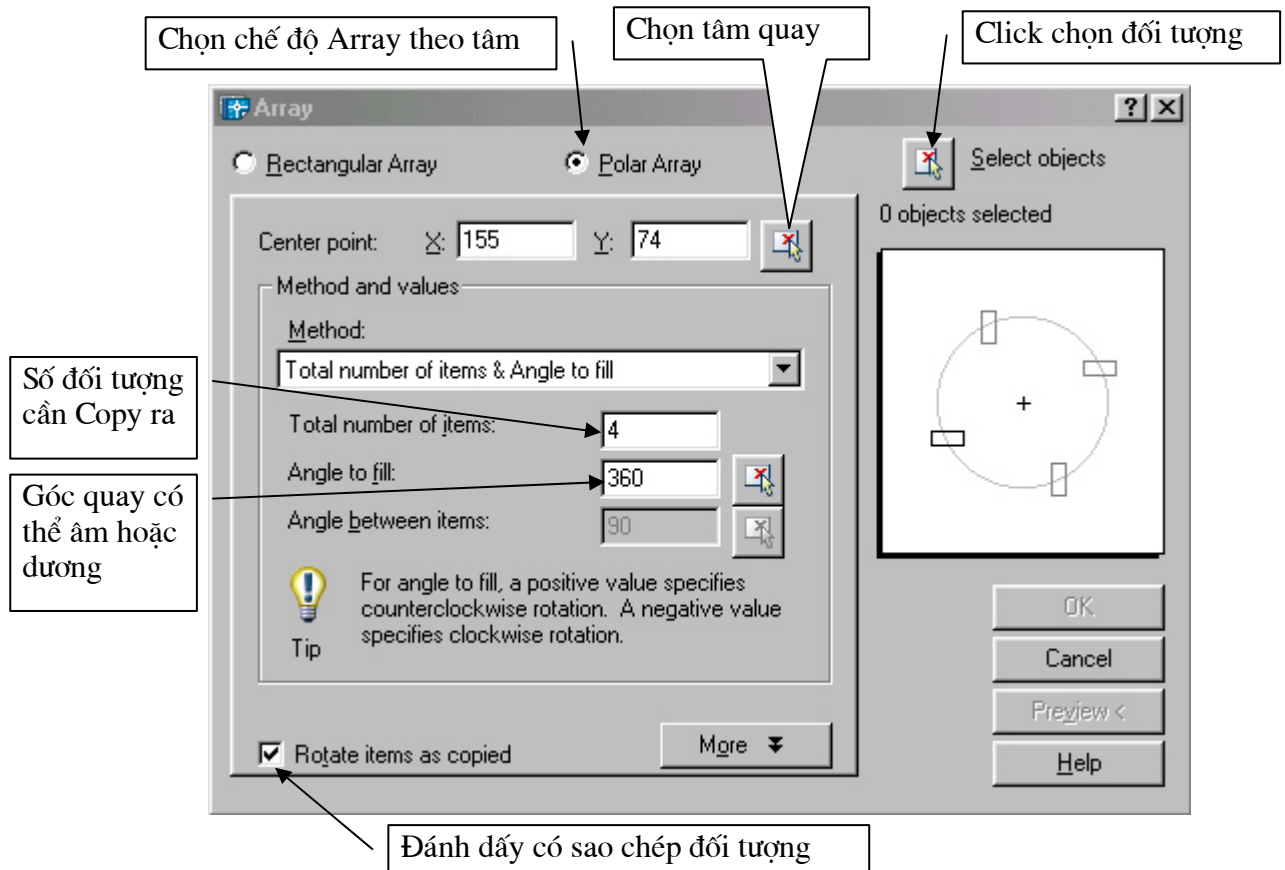 Chọn chế độ Array theo tâm
Chọn tâm quay
Click chọn đối tượng
Array
Rectangular Array
Polar Array
Select objects
0 objects selected
Center point: X: 155 Y: 74
Method and values
Method:
Total number of items & Angle to fill
Số đối tượng
cần Copy ra
Total number of items: 4
Angle to fill: 360
Góc quay có
thể âm hoặc
dương
Angle between items: 90
For angle to fill, a positive value specifies
counterclockwise rotation. A negative value
specifies clockwise rotation.
Tip
OK
Cancel
Preview <
Help
Rotate items as copied
More
Đánh dấy có sao chép đối tượng